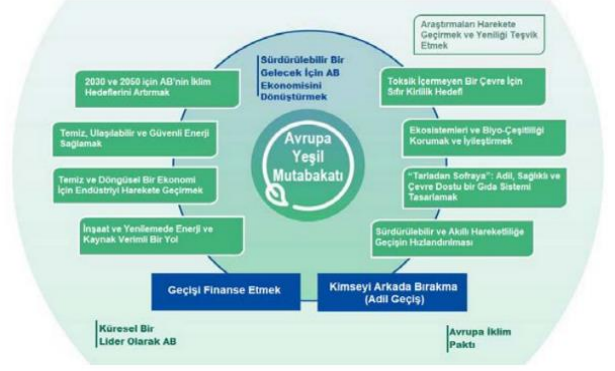 Araştırmaları Harekete
Geçirmek ve Yeniliği Teşvik
Etmek
Sürdürülebilir Bir
Gelecek İçin AB
Ekonomisini
Dönüştürmek
2030 ve 2050 için AB'nin İklim
Hedeflerini Artırmak
Toksik İçermeyen Bir Çevre İçin
Sıfır Kirlilik Hedefi
Temiz, Ulaşılabilir ve Güvenli Enerji
Sağlamak
Avrupa
Yeşil
Mutabakatı
Ekosistemleri ve Biyo-Çeşitliliği
Korumak ve İyileştirmek
Temiz ve Döngüsel Bir Ekonomi
İçin Endüstriyi Harekete Geçirmek
"Tarladan Sofraya": Adil, Sağlıklı ve
Çevre Dostu bir Gıda Sistemi
Tasarlamak
İnşaat ve Yenilemede Enerji ve
Kaynak Verimli Bir Yol
Sürdürülebilir ve Akıllı Hareketliliğe
Geçişin Hızlandırılması
Geçişi Finanse Etmek
Kimseyi Arkada Bırakma
(Adil Geçiş)
Küresel Bir
Lider Olarak AB
Avrupa İklim
Paktı